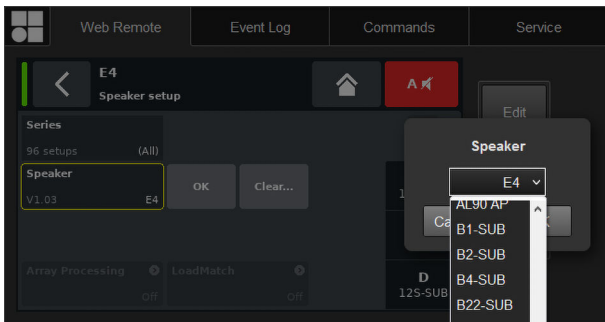 Web Remote
Event Log
Commands
Service
E4
Speaker setup
A
Edit
Series
96 setups (All)
Speaker
V1.03 E4
OK
Clear...
Speaker
E4
AL90 AP
B1-SUB
B2-SUB
B4-SUB
B22-SUB
Ca
K
1
Array Processing
Off
LoadMatch
Off
D
12S-SUB